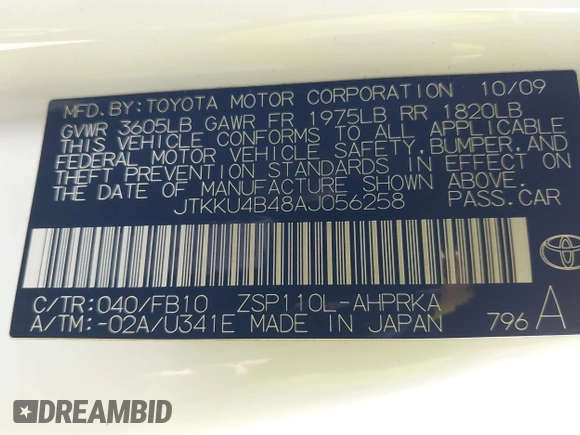 MFD.BY:TOYOTA MOTOR CORPORATION 10/09
GVWR 3605LB GAWR FR 1975LB RR 1820LB
THIS VEHICLE CONFORMS TO ALL APPLICABLE
FEDERAL MOTOR VEHICLE SAFETY,BUMPER,AND
THEFT PREVENTION STANDARDS IN EFFECT ON
THE DATE OF MANUFACTURE SHOWN ABOVE.
JTKKU4B48AJ056258 PASS.CAR
C/TR:040/FB10 ZSP110L-AHPRKA
A/TM:-02A/U341E MADE IN JAPAN 796 A
DREAMBID